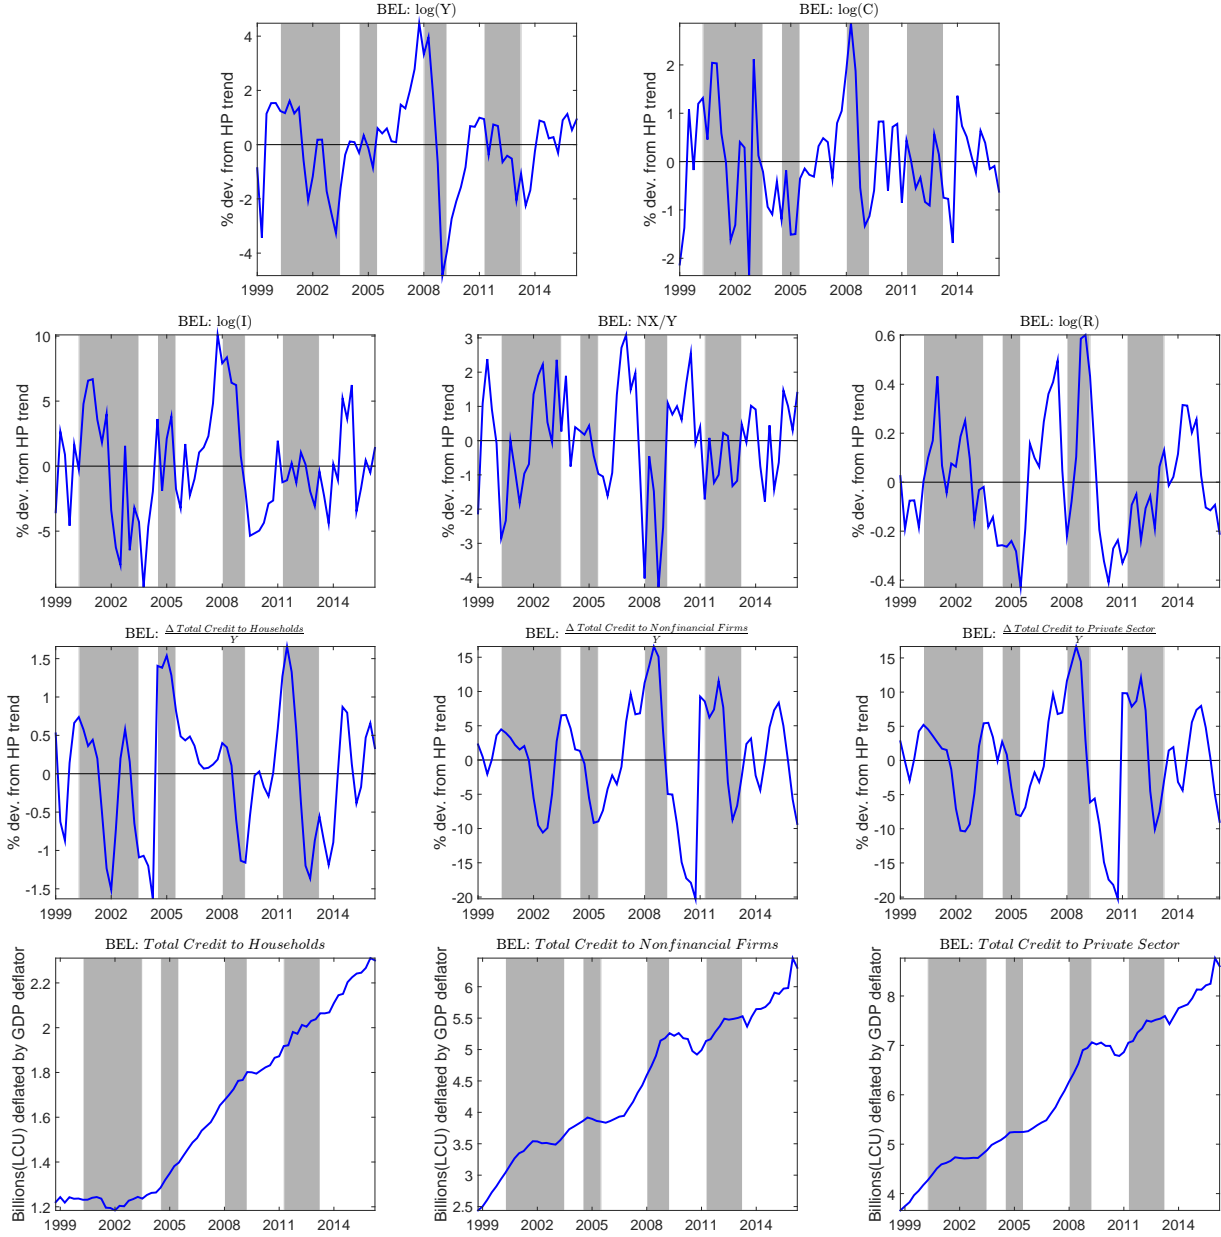 BEL: log(Y)
% dev. from HP trend
4
2
0
-2
-4
1999 2002 2005 2008 2011 2014
BEL: log(C)
% dev. from HP trend
2
1
0
-1
-2
1999 2002 2005 2008 2011 2014
BEL: log(I)
% dev. from HP trend
10
5
0
-5
1999 2002 2005 2008 2011 2014
BEL: NX/Y
% dev. from HP trend
3
2
1
0
-1
-2
-3
-4
1999 2002 2005 2008 2011 2014
BEL: log(R)
% dev. from HP trend
0.6
0.4
0.2
0
-0.2
-0.4
1999 2002 2005 2008 2011 2014
BEL: Δ Total Credit to Households / Y
% dev. from HP trend
1.5
1
0.5
0
-0.5
-1
-1.5
1999 2002 2005 2008 2011 2014
BEL: Δ Total Credit to Nonfinancial Firms / Y
% dev. from HP trend
15
10
5
0
-5
-10
-15
-20
1999 2002 2005 2008 2011 2014
BEL: Δ Total Credit to Private Sector / Y
% dev. from HP trend
15
10
5
0
-5
-10
-15
-20
1999 2002 2005 2008 2011 2014
BEL: Total Credit to Households
Billions(LCU) deflated by GDP deflator
2.2
2
1.8
1.6
1.4
1.2
1999 2002 2005 2008 2011 2014
BEL: Total Credit to Nonfinancial Firms
Billions(LCU) deflated by GDP deflator
6
5.5
5
4.5
4
3.5
3
2.5
1999 2002 2005 2008 2011 2014
BEL: Total Credit to Private Sector
Billions(LCU) deflated by GDP deflator
8
7
6
5
4
1999 2002 2005 2008 2011 2014